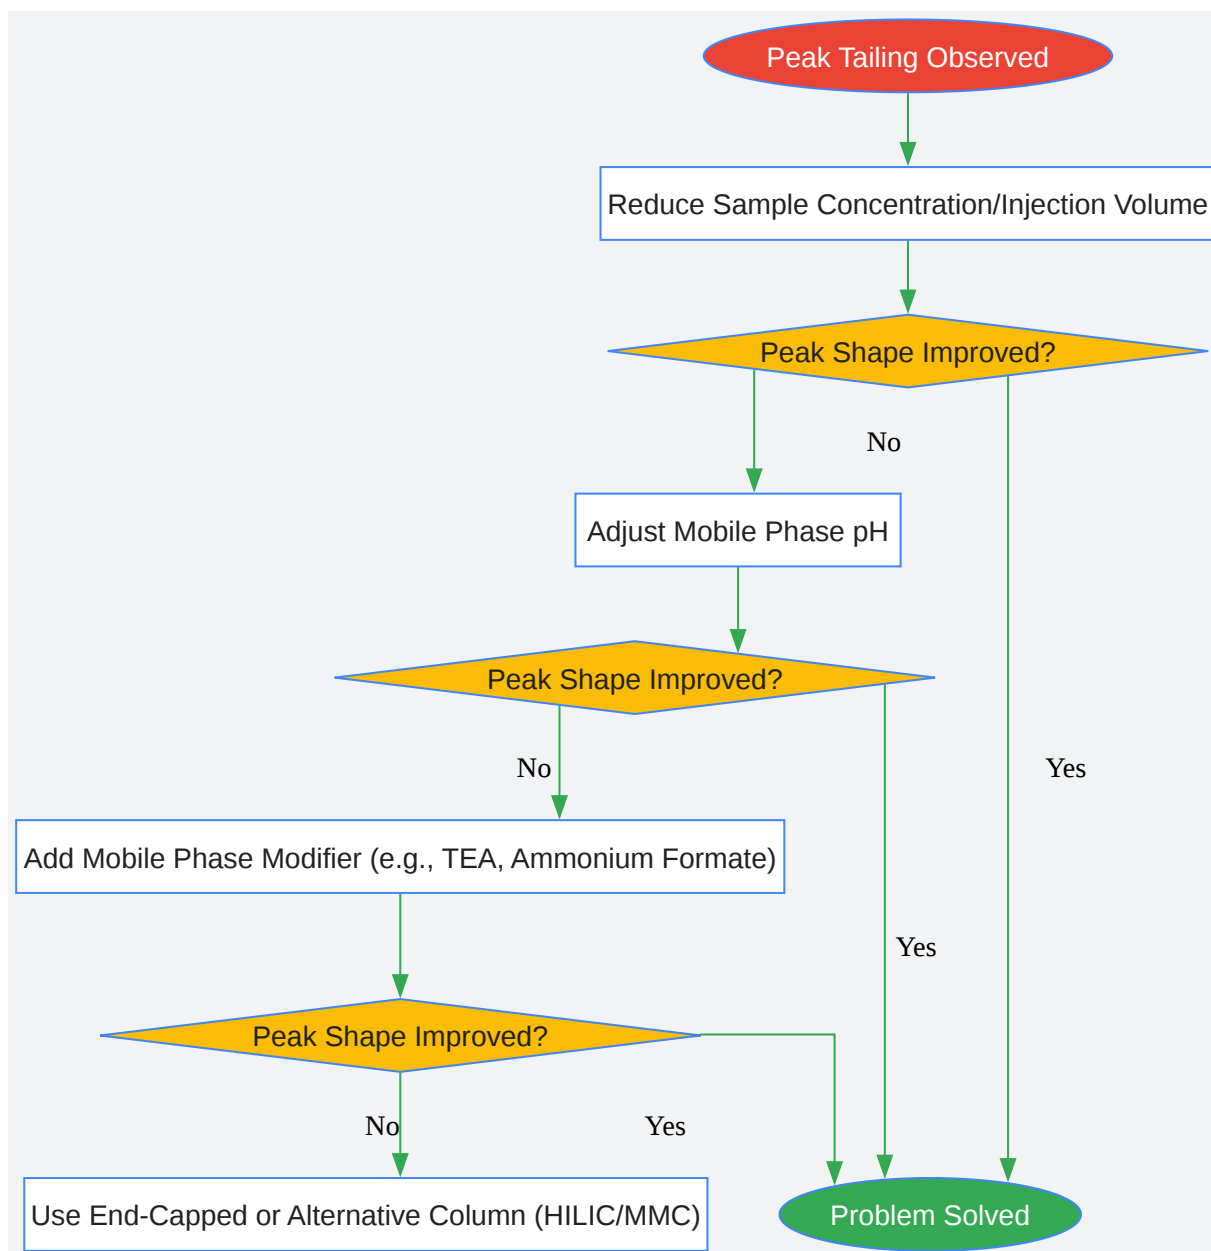 Peak Tailing Observed
Reduce Sample Concentration/Injection Volume
Peak Shape Improved?
No
Adjust Mobile Phase pH
Peak Shape Improved?
No
Yes
Add Mobile Phase Modifier (e.g., TEA, Ammonium Formate)
Yes
Peak Shape Improved?
No
Yes
Use End-Capped or Alternative Column (HILIC/MMC)
Problem Solved